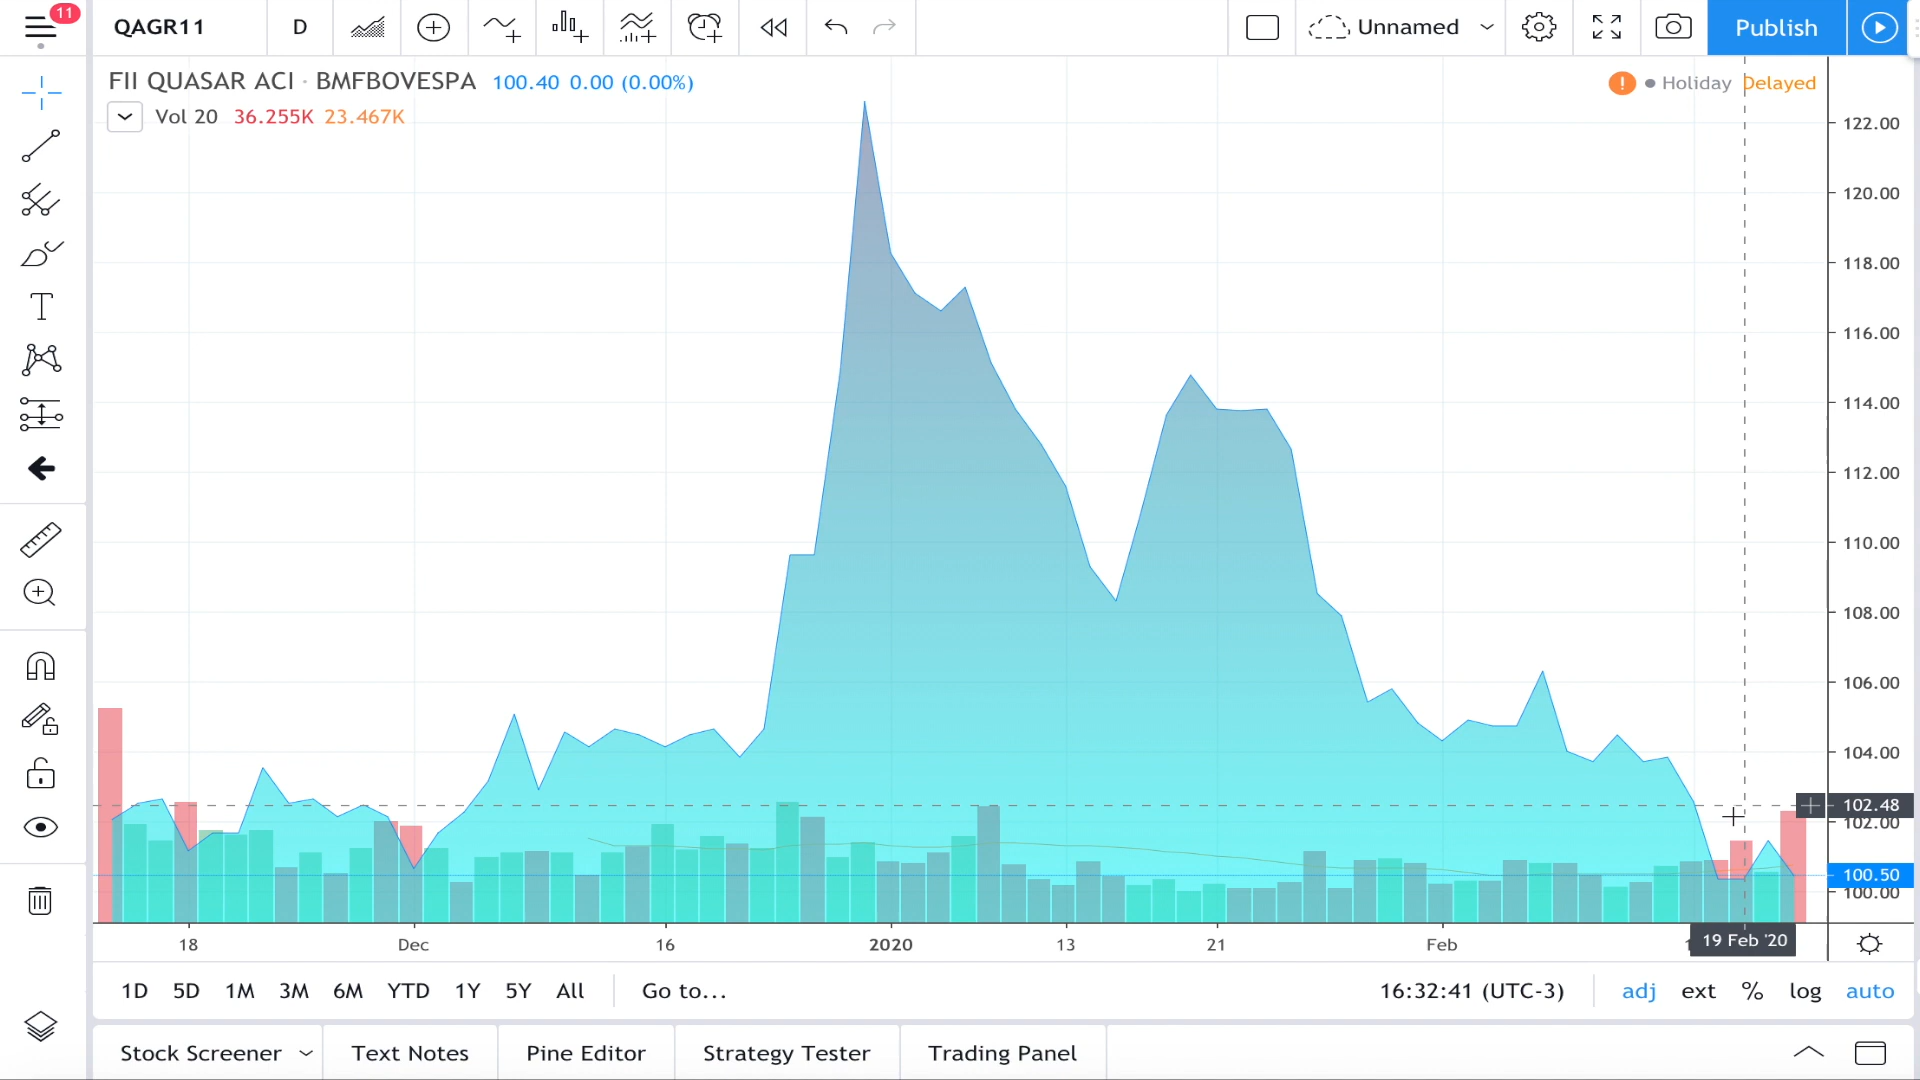 11
QAGR11
D
Unnamed
Publish
FII QUASAR ACI · BMFBOVESPA 100.40 0.00 (0.00%)
! Holiday Delayed
Vol 20 36.255K 23.467K
122.00
120.00
118.00
116.00
114.00
112.00
110.00
108.00
106.00
104.00
102.48
102.00
100.50
100.00
18 Dec 16 2020 13 21 Feb 19 Feb '20
1D 5D 1M 3M 6M YTD 1Y 5Y All Go to... 16:32:41 (UTC-3) adj ext % log auto
Stock Screener Text Notes Pine Editor Strategy Tester Trading Panel